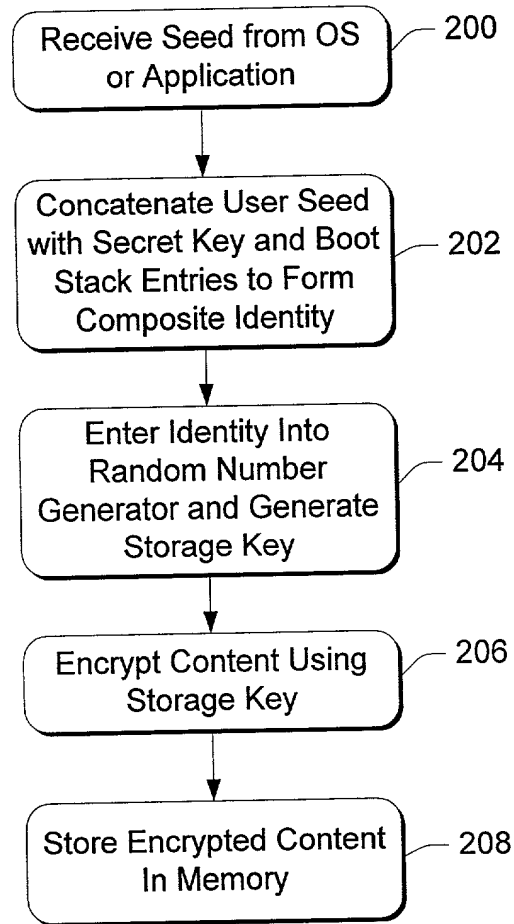 Receive Seed from OS
or Application
200
Concatenate User Seed
with Secret Key and Boot
Stack Entries to Form
Composite Identity
202
Enter Identity Into
Random Number
Generator and Generate
Storage Key
204
Encrypt Content Using
Storage Key
206
Store Encrypted Content
In Memory
208